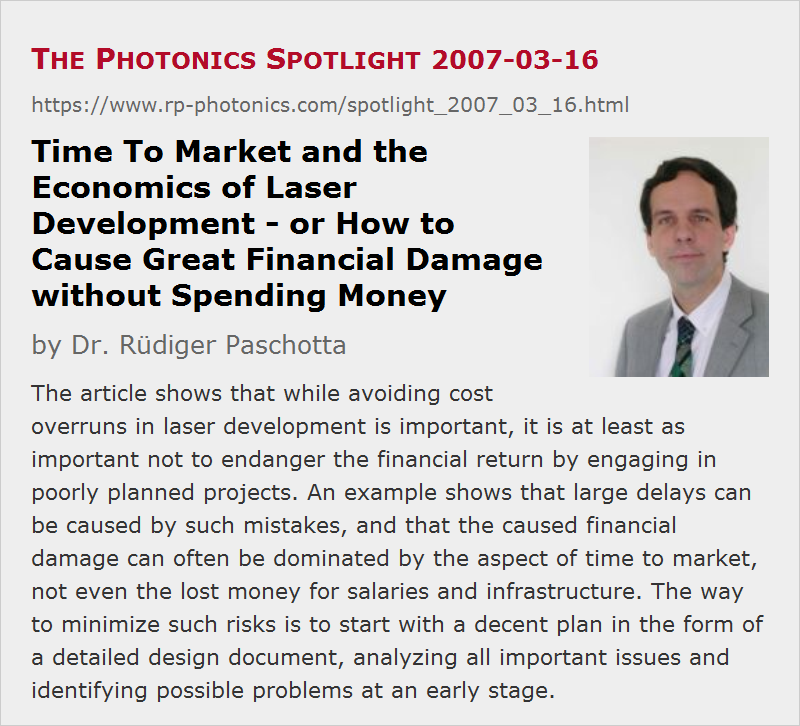 THE PHOTONICS SPOTLIGHT 2007-03-16
https://www.rp-photonics.com/spotlight_2007_03_16.html
Time To Market and the
Economics of Laser
Development - or How to
Cause Great Financial Damage
without Spending Money
by Dr. Rüdiger Paschotta
The article shows that while avoiding cost
overruns in laser development is important, it is at least as
important not to endanger the financial return by engaging in
poorly planned projects. An example shows that large delays can
be caused by such mistakes, and that the caused financial
damage can often be dominated by the aspect of time to market,
not even the lost money for salaries and infrastructure. The way
to minimize such risks is to start with a decent plan in the form of
a detailed design document, analyzing all important issues and
identifying possible problems at an early stage.